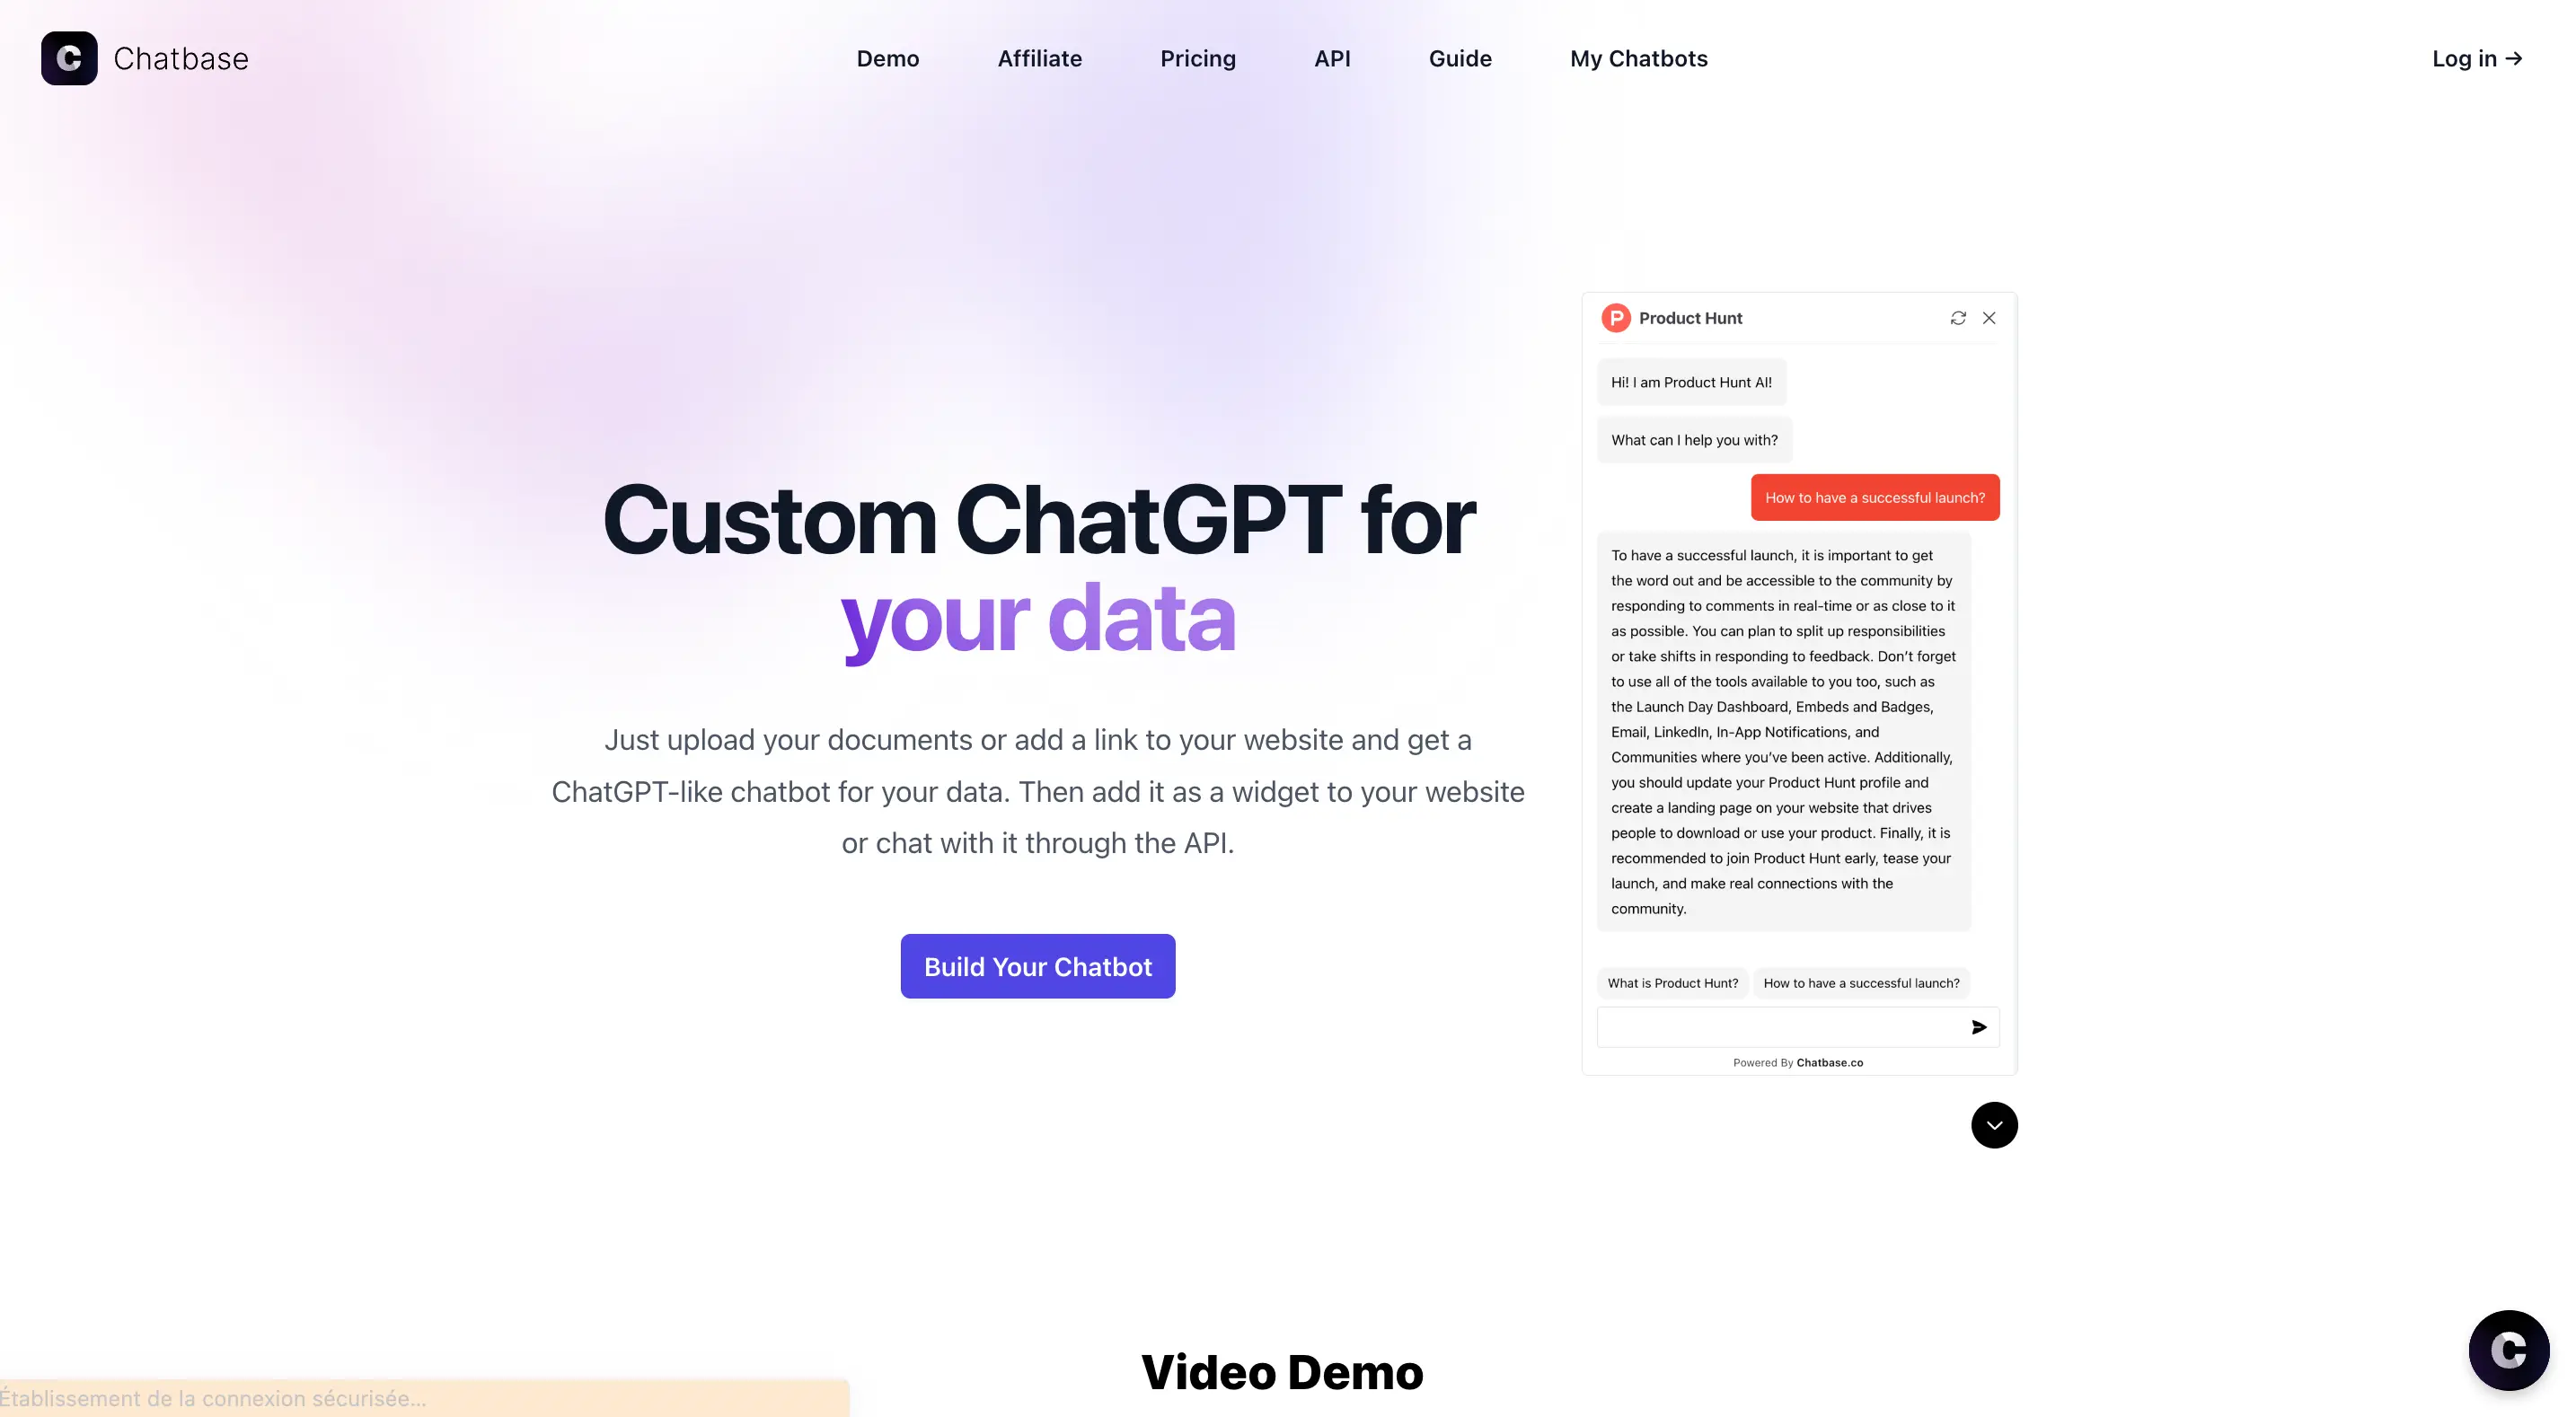 Chatbase
Demo
Affiliate
Pricing
API
Guide
My Chatbots
Log in →
Custom ChatGPT for
your data
Just upload your documents or add a link to your website and get a
ChatGPT-like chatbot for your data. Then add it as a widget to your website
or chat with it through the API.
Build Your Chatbot
Product Hunt
Hi! I am Product Hunt AI!
What can I help you with?
How to have a successful launch?
To have a successful launch, it is important to get
the word out and be accessible to the community by
responding to comments in real-time or as close to it
as possible. You can plan to split up responsibilities
or take shifts in responding to feedback. Don’t forget
to use all of the tools available to you too, such as
the Launch Day Dashboard, Embeds and Badges,
Email, LinkedIn, In-App Notifications, and
Communities where you’ve been active. Additionally,
you should update your Product Hunt profile and
create a landing page on your website that drives
people to download or use your product. Finally, it is
recommended to join Product Hunt early, tease your
launch, and make real connections with the
community.
What is Product Hunt?
How to have a successful launch?
Powered By Chatbase.co
Video Demo
Établissement de la connexion sécurisée...